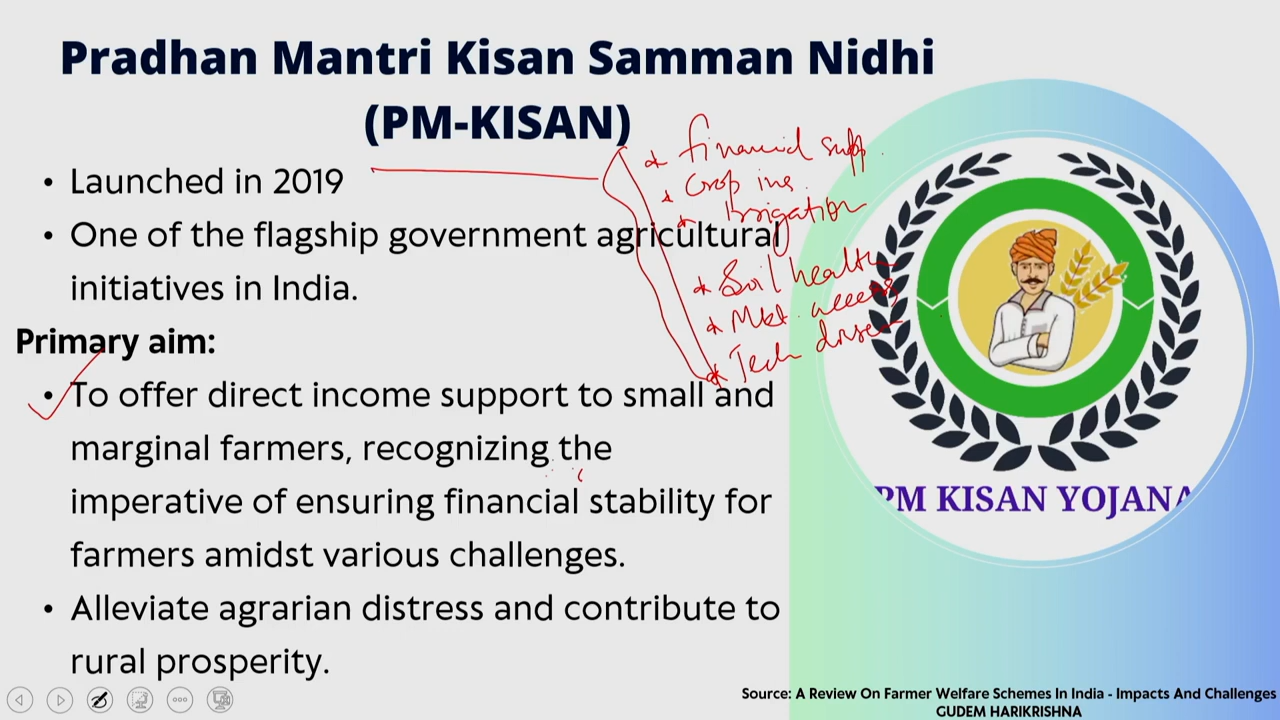 Pradhan Mantri Kisan Samman Nidhi
(PM-KISAN)
• Launched in 2019
• One of the flagship government agricultural
initiatives in India.
Primary aim:
• To offer direct income support to small and
marginal farmers, recognizing the
imperative of ensuring financial stability for
farmers amidst various challenges.
• Alleviate agrarian distress and contribute to
rural prosperity.
* Financial supp.
* Crop ins.
* Irrigation
* Soil health
* Mkt. access
* Tech
PM KISAN YOJANA
Source: A Review On Farmer Welfare Schemes In India - Impacts And Challenges
GUDEM HARIKRISHNA